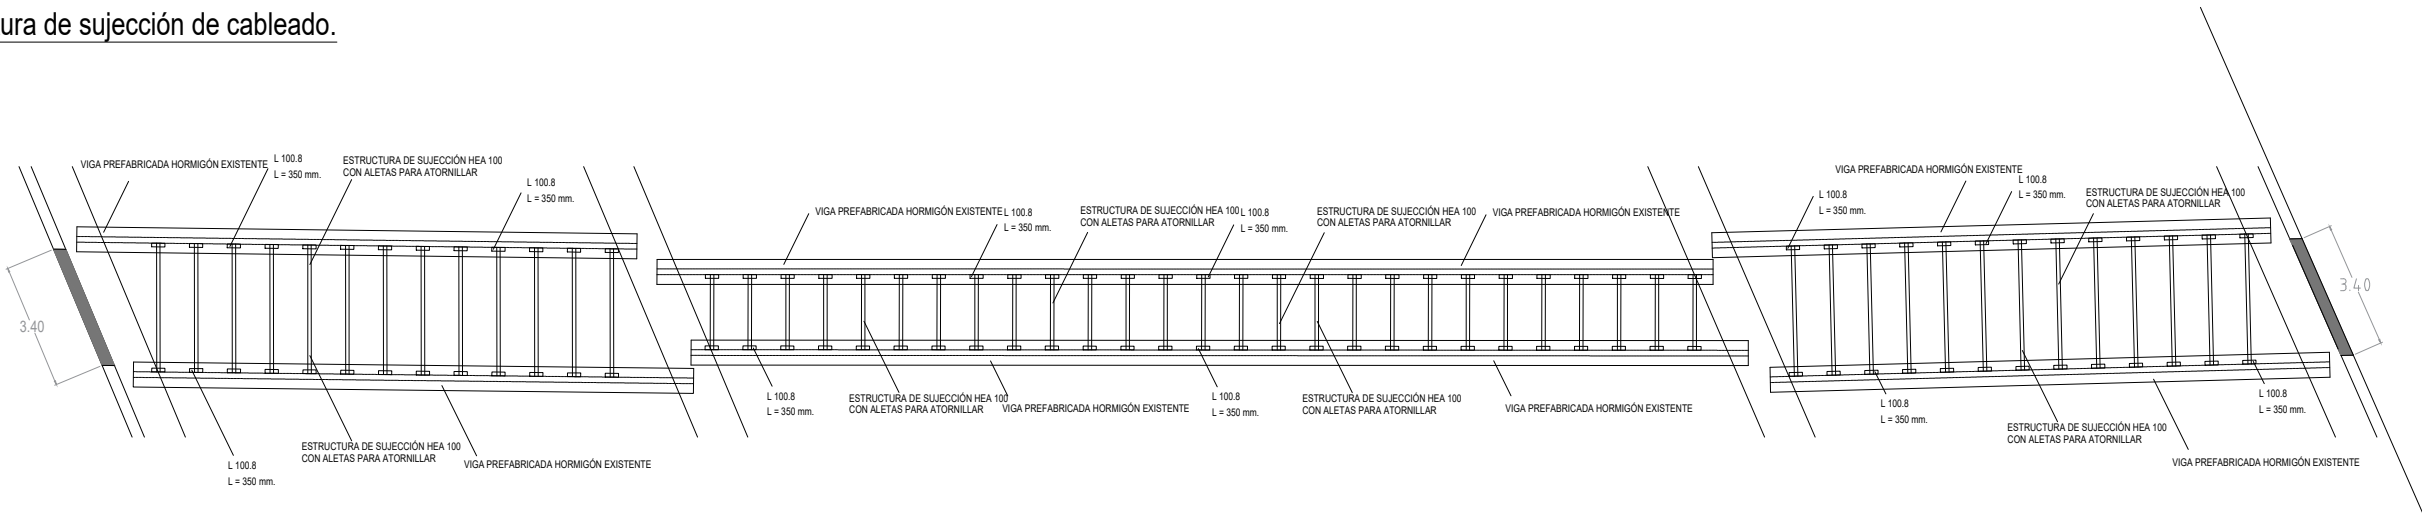 ura de sujección de cableado.
VIGA PREFABRICADA HORMIGÓN EXISTENTE
L 100.8
L = 350 mm.
ESTRUCTURA DE SUJECCIÓN HEA 100
CON ALETAS PARA ATORNILLAR
L 100.8
L = 350 mm.
3.40
L 100.8
L = 350 mm.
ESTRUCTURA DE SUJECCIÓN HEA 100
CON ALETAS PARA ATORNILLAR
VIGA PREFABRICADA HORMIGÓN EXISTENTE
VIGA PREFABRICADA HORMIGÓN EXISTENTE
L 100.8
L = 350 mm.
ESTRUCTURA DE SUJECCIÓN HEA 100
CON ALETAS PARA ATORNILLAR
L 100.8
L = 350 mm.
ESTRUCTURA DE SUJECCIÓN HEA 100
CON ALETAS PARA ATORNILLAR
VIGA PREFABRICADA HORMIGÓN EXISTENTE
L 100.8
L = 350 mm.
ESTRUCTURA DE SUJECCIÓN HEA 100
CON ALETAS PARA ATORNILLAR
VIGA PREFABRICADA HORMIGÓN EXISTENTE
L 100.8
L = 350 mm.
ESTRUCTURA DE SUJECCIÓN HEA 100
CON ALETAS PARA ATORNILLAR
VIGA PREFABRICADA HORMIGÓN EXISTENTE
VIGA PREFABRICADA HORMIGÓN EXISTENTE
L 100.8
L = 350 mm.
L 100.8
L = 350 mm.
ESTRUCTURA DE SUJECCIÓN HEA 100
CON ALETAS PARA ATORNILLAR
3.40
L 100.8
L = 350 mm.
L 100.8
L = 350 mm.
ESTRUCTURA DE SUJECCIÓN HEA 100
CON ALETAS PARA ATORNILLAR
VIGA PREFABRICADA HORMIGÓN EXISTENTE